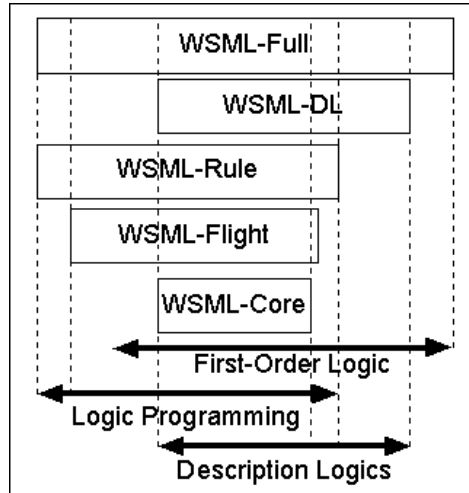 WSML-Full
WSML-DL
WSML-Rule
WSML-Flight
WSML-Core
First-Order Logic
Logic Programming
Description Logics